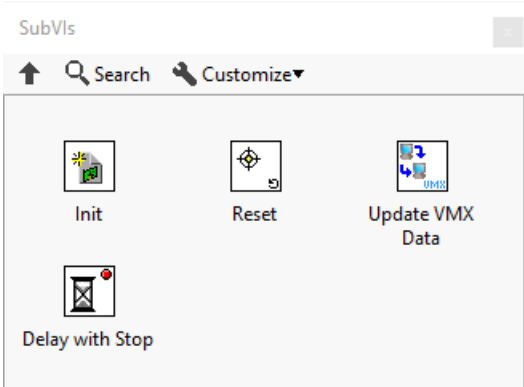 SubVIs
x
Search Customize
Init Reset Update VMX
Data
VMX
Delay with Stop